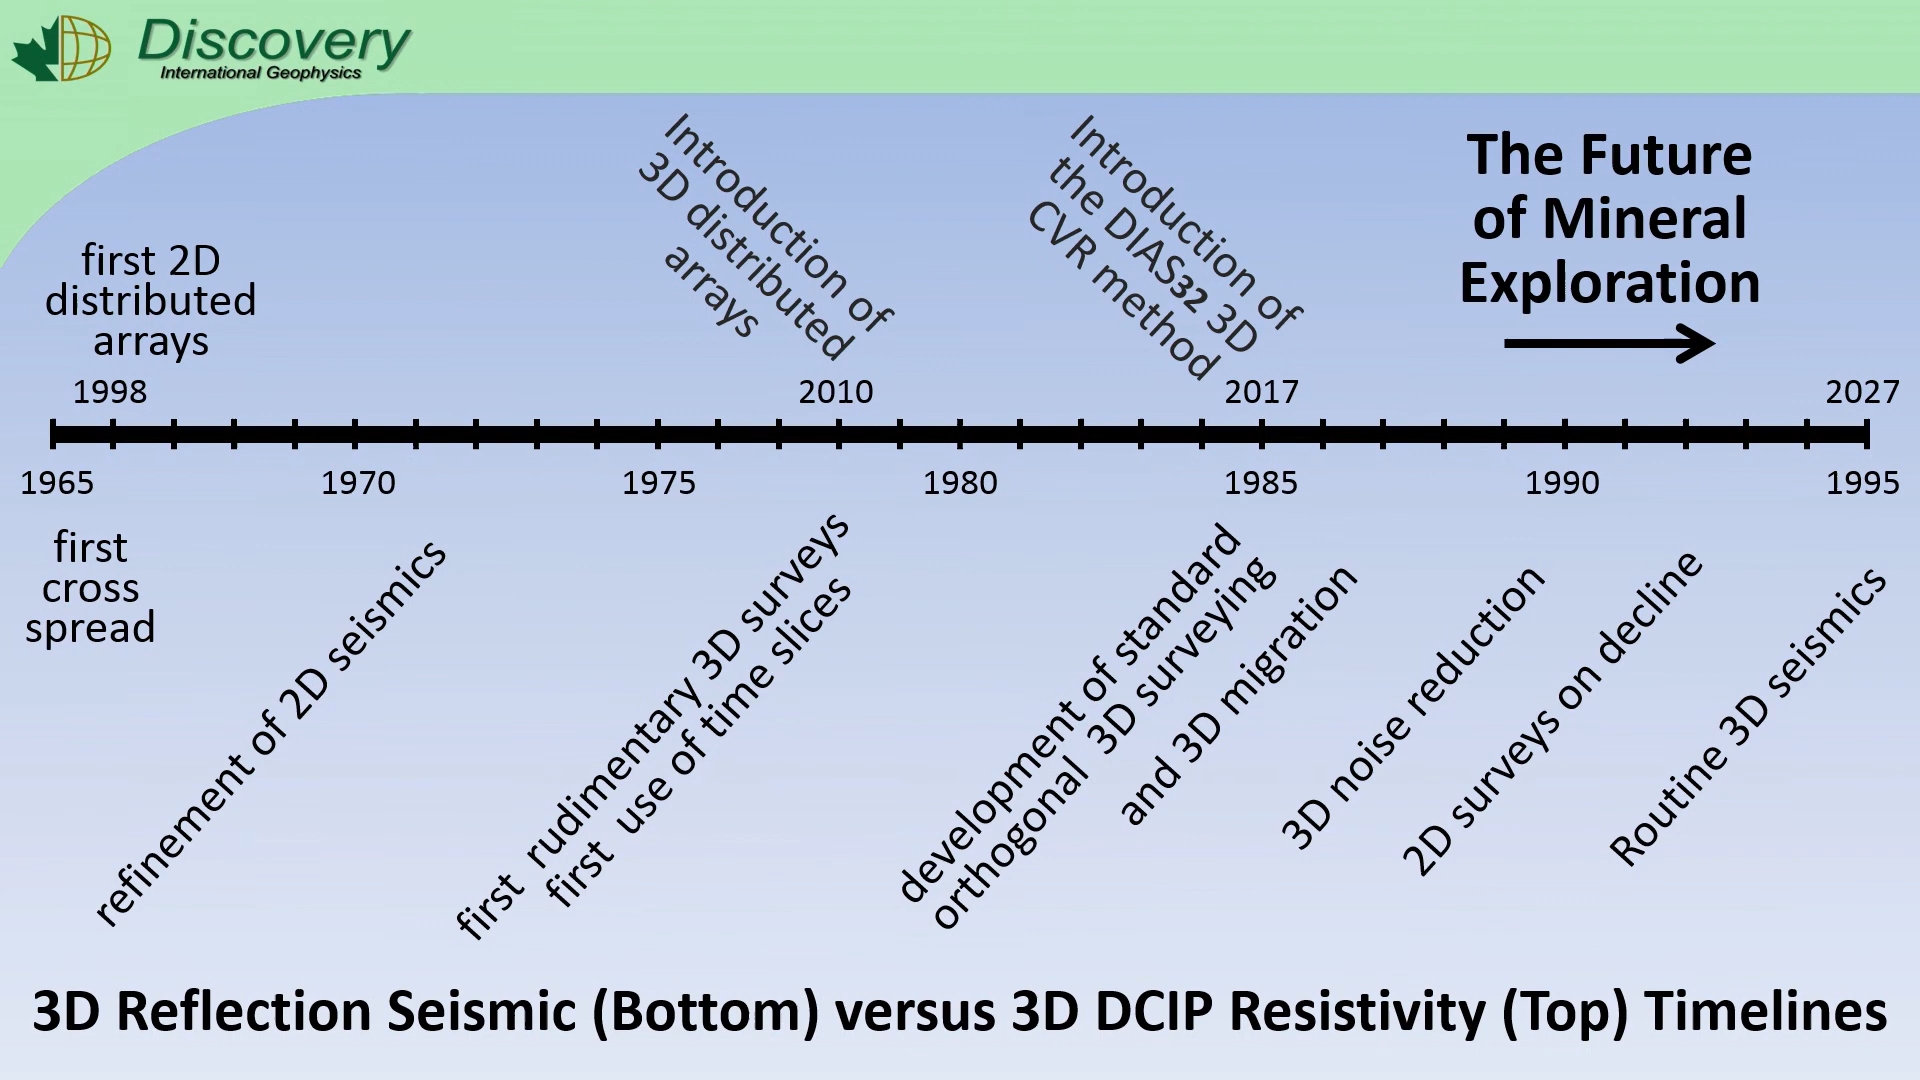 Discovery
International Geophysics
first 2D
distributed
arrays
Introduction of
3D distributed
arrays
Introduction of
the DIAS32 3D
CVR method
The Future
of Mineral
Exploration
1998
2010
2017
2027
1965
1970
1975
1980
1985
1990
1995
first
cross
spread
refinement of 2D seismics
first rudimentary 3D surveys
first use of time slices
development of standard
orthogonal 3D surveying
and 3D migration
3D noise reduction
2D surveys on decline
Routine 3D seismics
3D Reflection Seismic (Bottom) versus 3D DCIP Resistivity (Top) Timelines